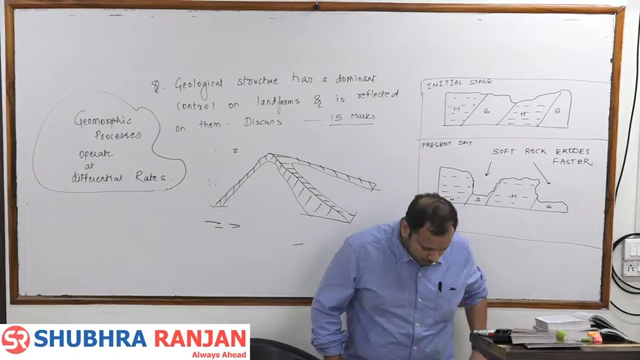 Q. Geological structure has a dominant
control on landforms & is reflected
on them. Discuss — 15 Marks
Geomorphic
Processes
operate
at
differential Rates.
INITIAL STAGE
H S H S
PRESENT DAY
SOFT ROCK ERODES
FASTER.
H S H S
SR SHUBHRA RANJAN
Always Ahead